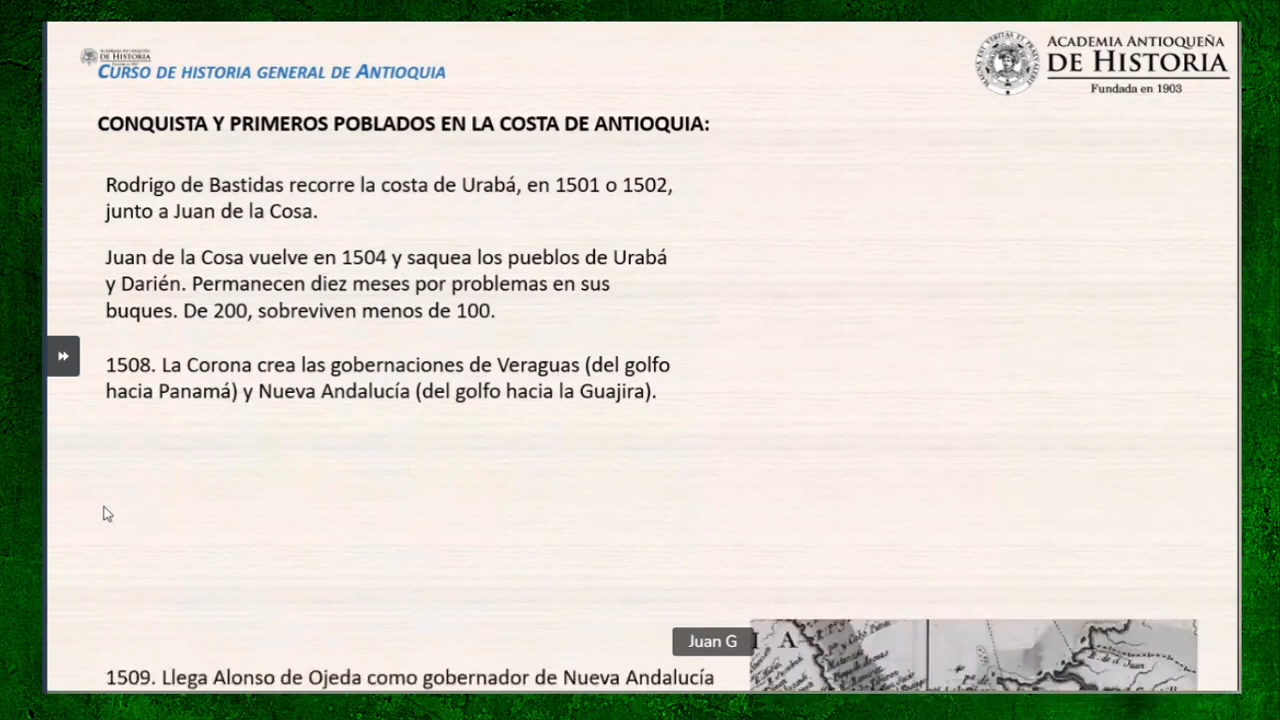 ACADEMIA ANTIOQUEÑA
DE HISTORIA
CURSO DE HISTORIA GENERAL DE ANTIOQUIA
ACADEMIA ANTIOQUEÑA
DE HISTORIA
Fundada en 1903
CONQUISTA Y PRIMEROS POBLADOS EN LA COSTA DE ANTIOQUIA:
Rodrigo de Bastidas recorre la costa de Urabá, en 1501 o 1502,
junto a Juan de la Cosa.
Juan de la Cosa vuelve en 1504 y saquea los pueblos de Urabá
y Darién. Permanecen diez meses por problemas en sus
buques. De 200, sobreviven menos de 100.
1508. La Corona crea las gobernaciones de Veraguas (del golfo
hacia Panamá) y Nueva Andalucía (del golfo hacia la Guajira).
Juan G
I A
1509. Llega Alonso de Ojeda como gobernador de Nueva Andalucía